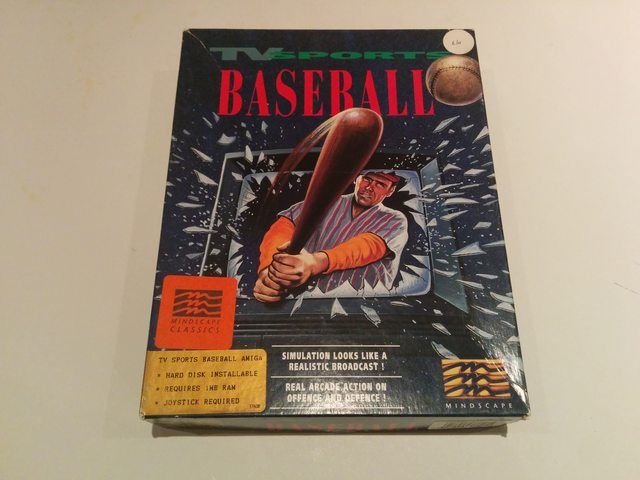 TV SPORTS
BASEBALL
MINDSCAPE
CLASSICS
TV SPORTS BASEBALL AMIGA
* HARD DISK INSTALLABLE
* REQUIRES 1MB RAM
* JOYSTICK REQUIRED
SIMULATION LOOKS LIKE A
REALISTIC BROADCAST !
REAL ARCADE ACTION ON
OFFENCE AND DEFENCE !
MINDSCAPE
BASEBALL